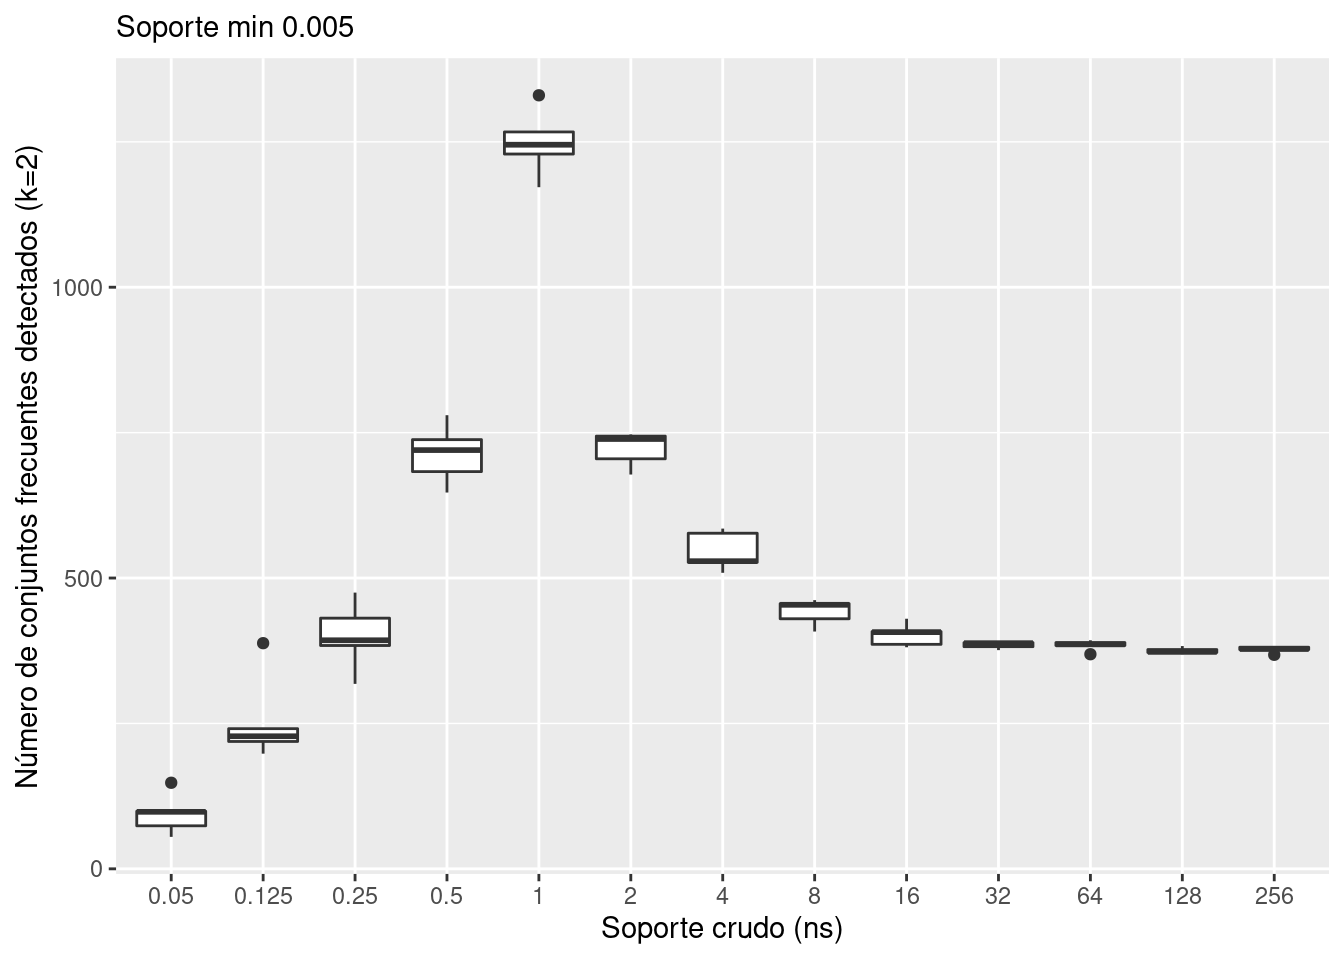 Soporte min 0.005
Número de conjuntos frecuentes detectados (k=2)
1000
500
0
0.05 0.125 0.25 0.5 1 2 4 8 16 32 64 128 256
Soporte crudo (ns)